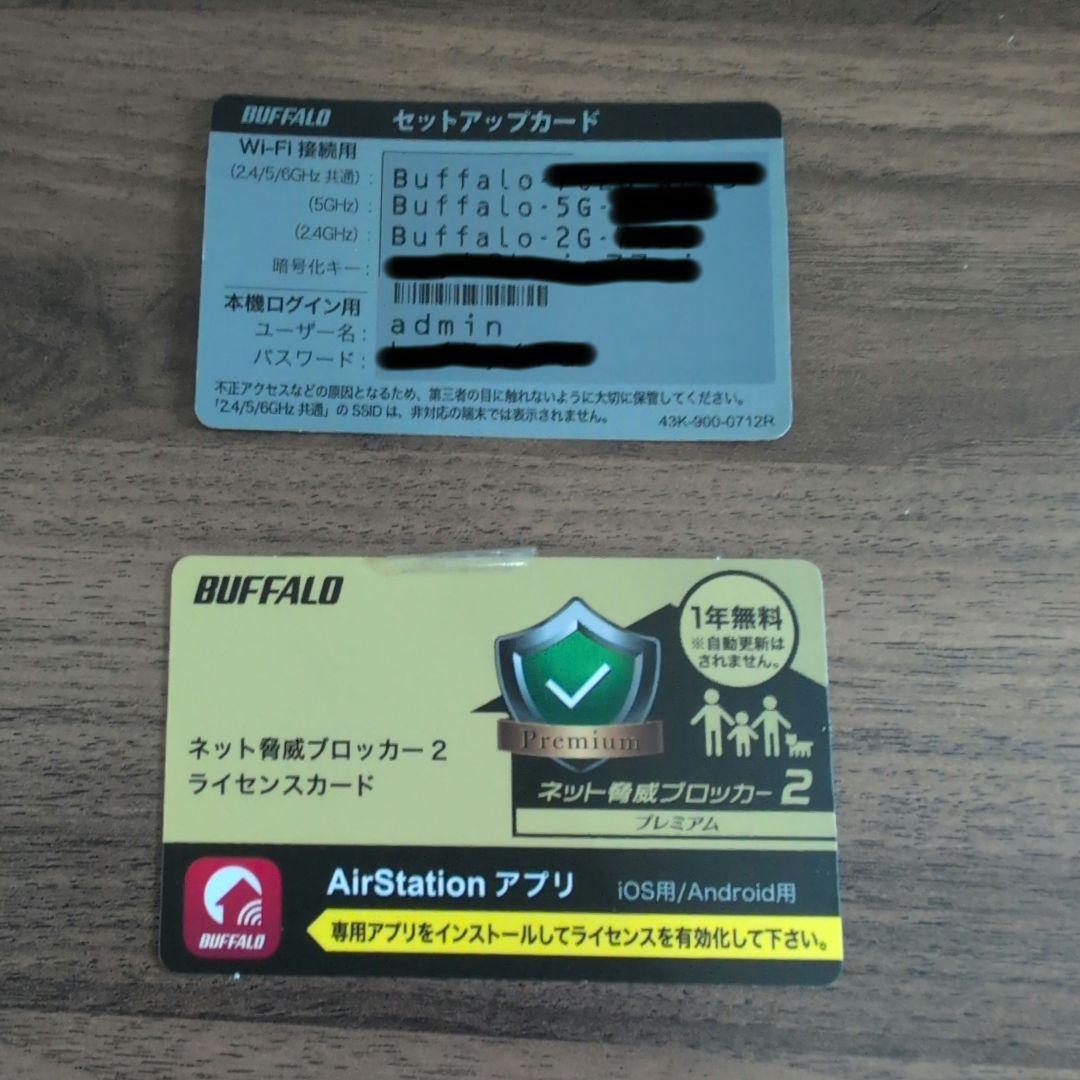 BUFFALO セットアップカード
Wi-Fi 接続用
(2.4/5/6GHz 共通) : Buffalo-
(5GHz) : Buffalo-5G-
(2.4GHz) : Buffalo-2G-
暗号化キー :
本機ログイン用
ユーザー名 : admin
パスワード :
不正アクセスなどの原因となるため、第三者の目に触れないように大切に保管してください。
「2.4/5/6GHz 共通」の SSID は、非対応の端末では表示されません。
43K-900-0712R
BUFFALO
1年無料
※自動更新は
されません。
Premium
ネット脅威ブロッカー 2
ライセンスカード
ネット脅威ブロッカー 2
プレミアム
AirStation アプリ iOS用/Android用
BUFFALO
専用アプリをインストールしてライセンスを有効化して下さい。